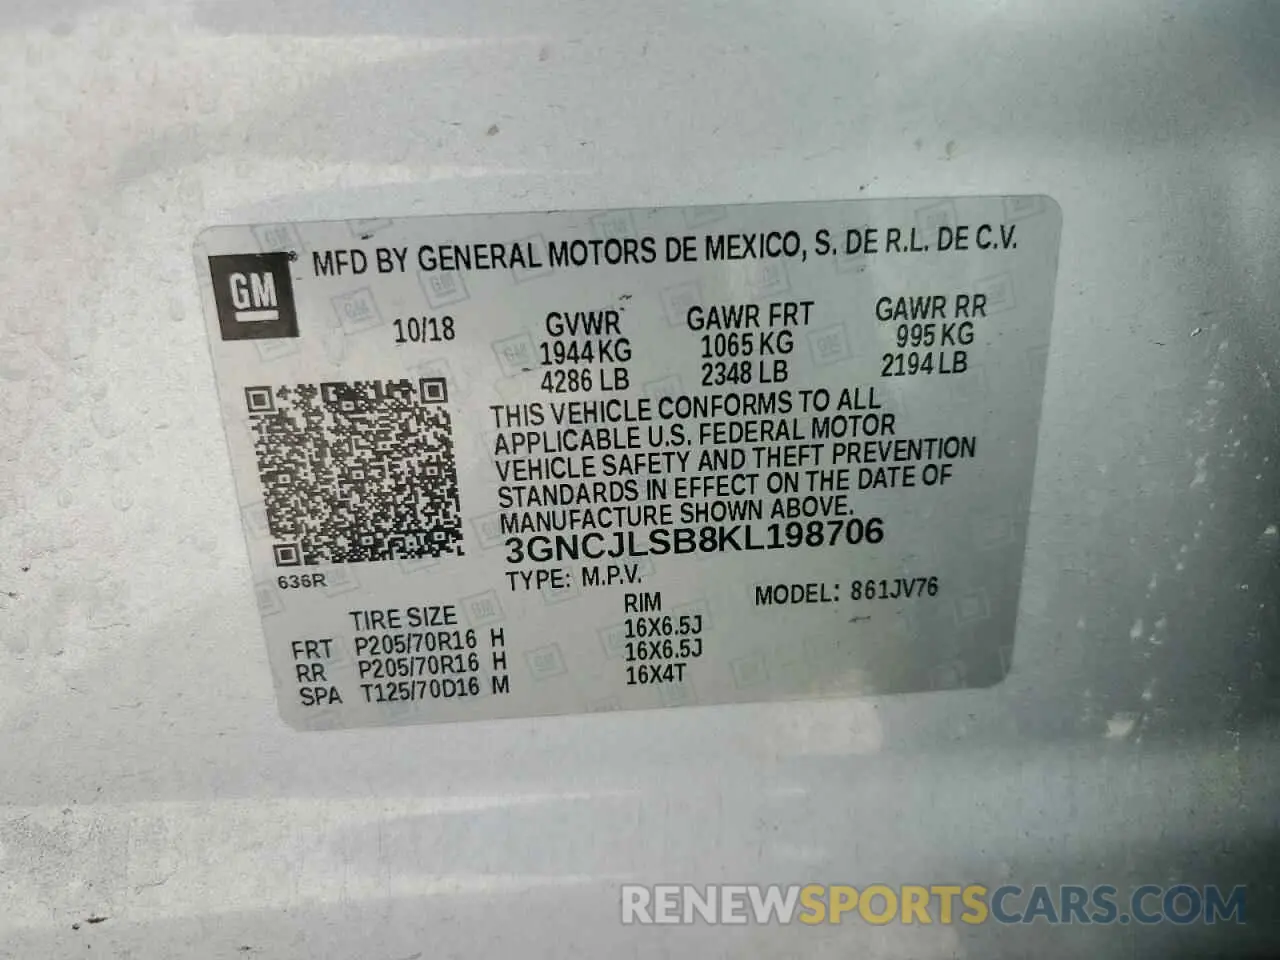 GM
MFD BY GENERAL MOTORS DE MEXICO, S. DE R.L. DE C.V.
10/18
GVWR GAWR FRT GAWR RR
1944 KG 1065 KG 995 KG
4286 LB 2348 LB 2194 LB
THIS VEHICLE CONFORMS TO ALL
APPLICABLE U.S. FEDERAL MOTOR
VEHICLE SAFETY AND THEFT PREVENTION
STANDARDS IN EFFECT ON THE DATE OF
MANUFACTURE SHOWN ABOVE.
3GNCJLSB8KL198706
636R
TYPE: M.P.V. MODEL: 861JV76
TIRE SIZE RIM
FRT P205/70R16 H 16X6.5J
RR P205/70R16 H 16X6.5J
SPA T125/70D16 M 16X4T
RENEWSPORTSCARS.COM